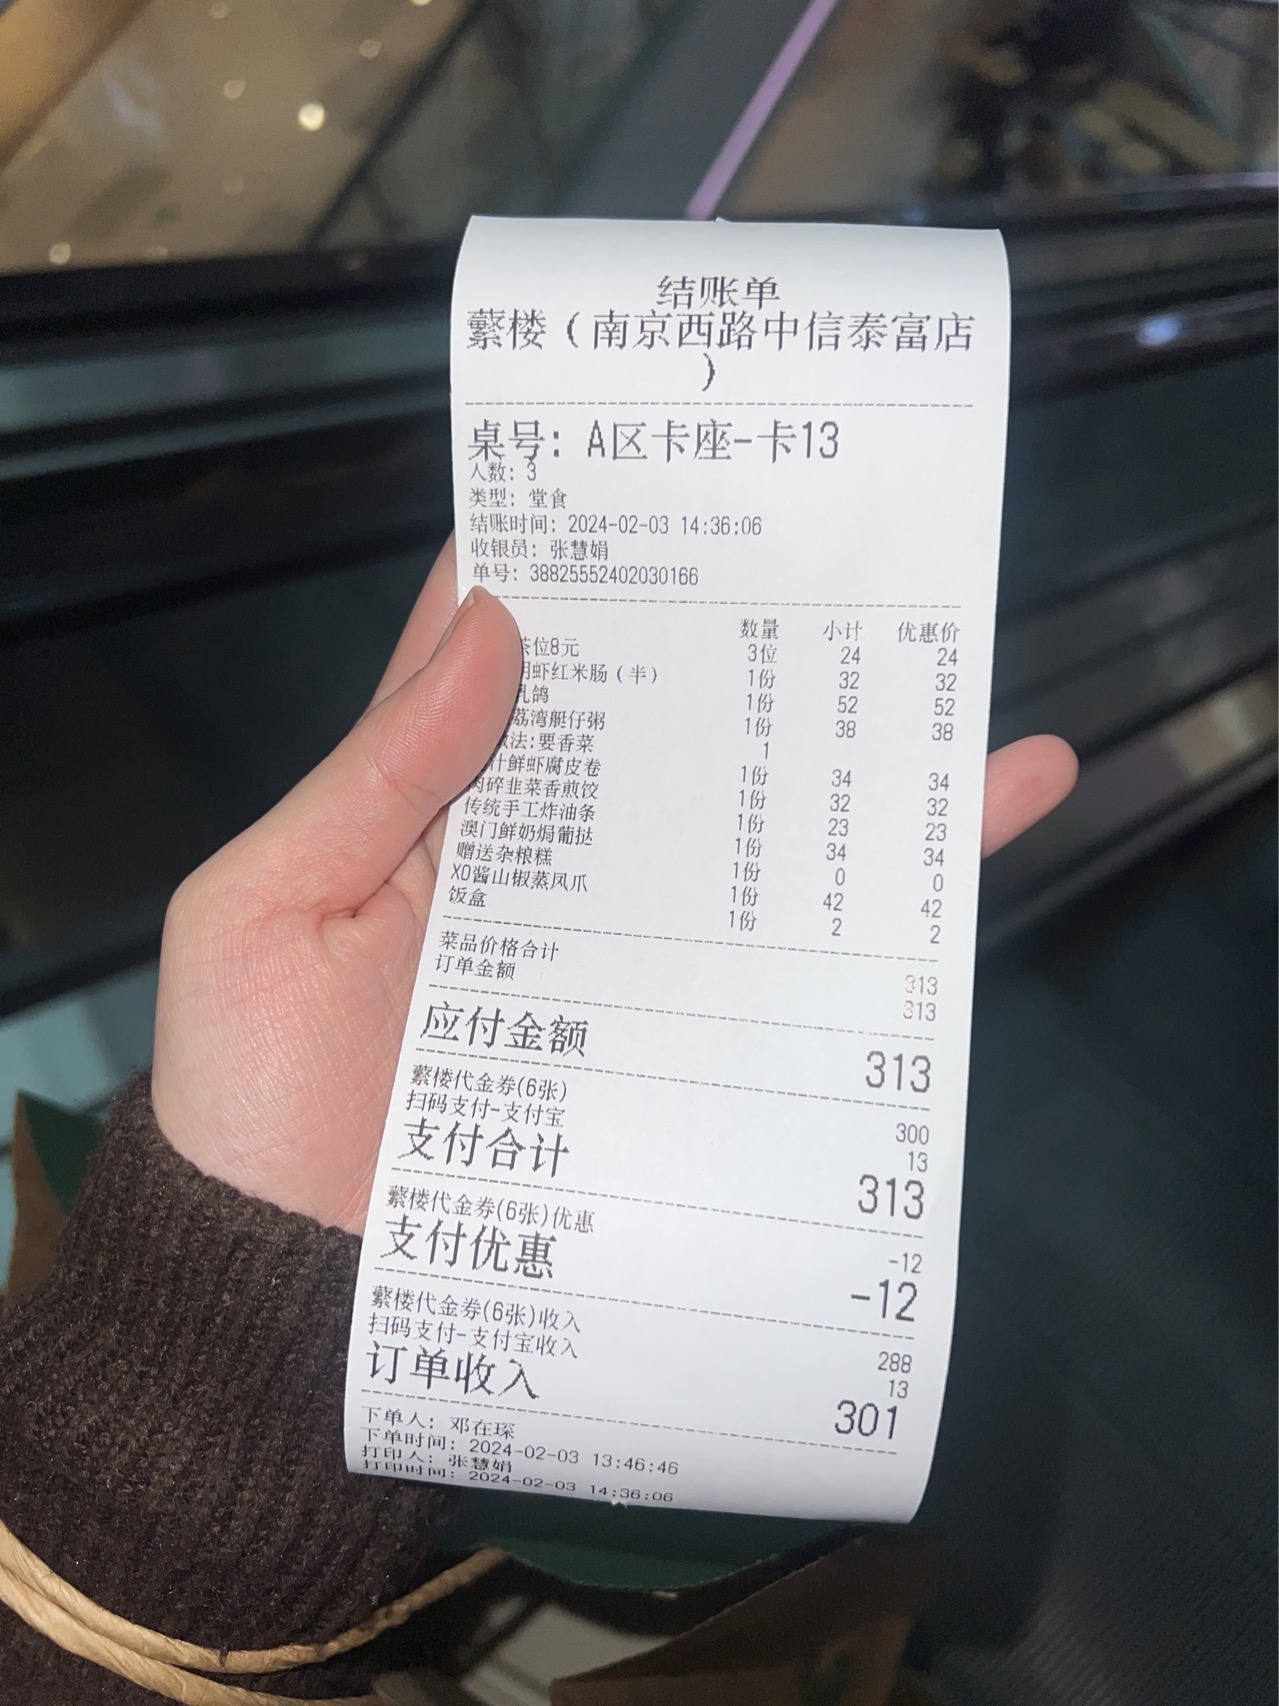 结账单
蘩楼（南京西路中信泰富店
）
桌号: A区卡座-卡13
人数: 3
类型: 堂食
结账时间: 2024-02-03 14:36:06
收银员: 张慧娟
单号: 38825552402030166
数量 小计 优惠价
位8元 3位 24 24
虾红米肠（半） 1份 32 32
乳鸽 1份 52 52
荔湾艇仔粥 1份 38 38
法:要香菜 1
汁鲜虾腐皮卷 1份 34 34
肉碎韭菜香煎饺 1份 32 32
传统手工炸油条 1份 23 23
澳门鲜奶焗葡挞 1份 34 34
赠送杂粮糕 1份 0 0
XO酱山椒蒸凤爪 1份 42 42
饭盒 1份 2 2
菜品价格合计 313
订单金额 313
应付金额 313
蘩楼代金券(6张) 300
扫码支付-支付宝 13
支付合计 313
蘩楼代金券(6张)优惠 -12
支付优惠 -12
蘩楼代金券(6张)收入 288
扫码支付-支付宝收入 13
订单收入 301
下单人: 邓在琛
下单时间: 2024-02-03 13:46:46
打印人: 张慧娟
打印时间: 2024-02-03 14:36:06